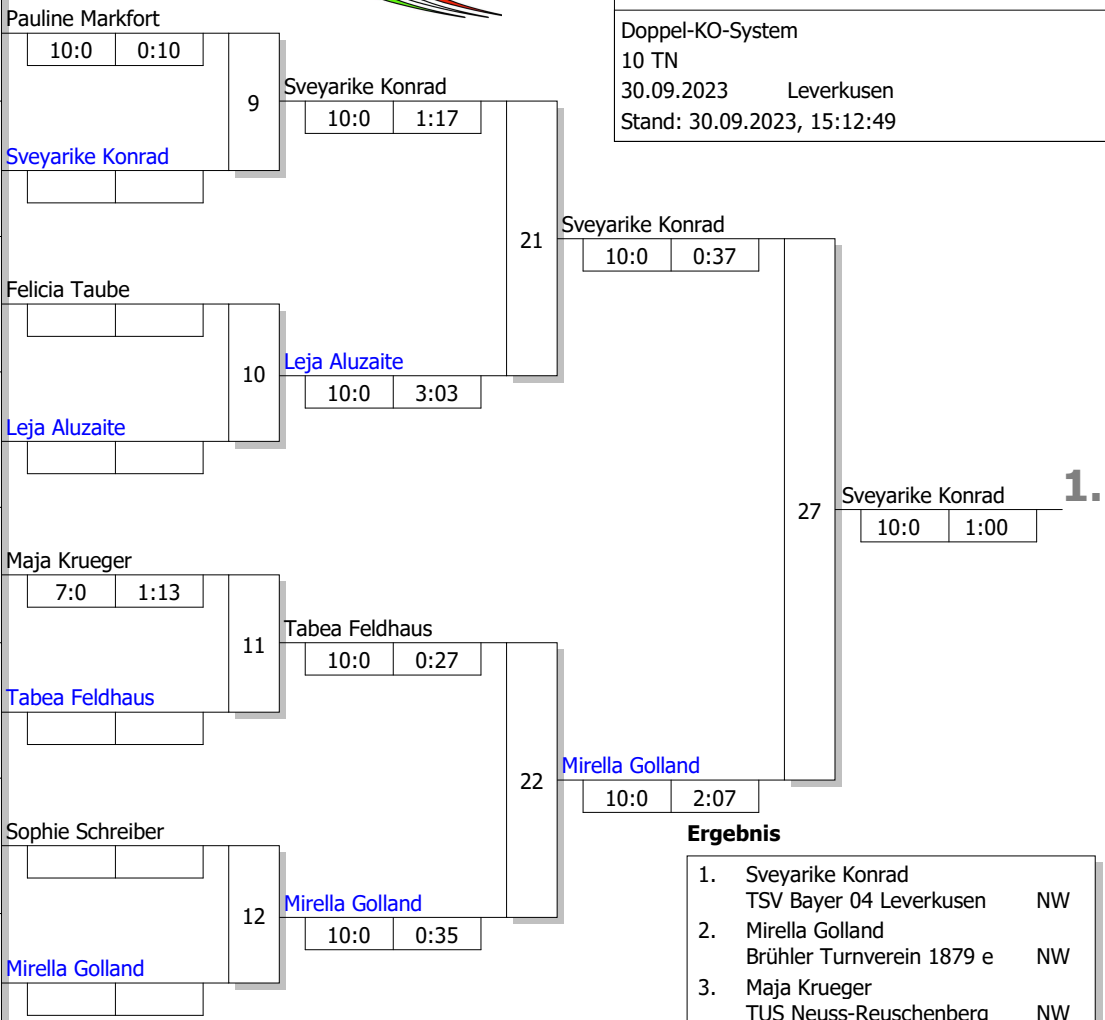 Pauline Markfort
10:0 0:10
9
Sveyarike Konrad
Sveyarike Konrad
10:0 1:17
21
Felicia Taube
10
Leja Aluzaite
Leja Aluzaite
10:0 3:03
Sveyarike Konrad
10:0 0:37
27
Maja Krueger
7:0 1:13
11
Tabea Feldhaus
Tabea Feldhaus
10:0 0:27
22
Sophie Schreiber
12
Mirella Golland
Mirella Golland
10:0 0:35
Mirella Golland
10:0 2:07
Sveyarike Konrad
10:0 1:00
1.
Doppel-KO-System
10 TN
30.09.2023 Leverkusen
Stand: 30.09.2023, 15:12:49
Ergebnis
1. Sveyarike Konrad
TSV Bayer 04 Leverkusen NW
2. Mirella Golland
Brühler Turnverein 1879 e NW
3. Maja Krueger
TUS Neuss-Reuschenberg NW